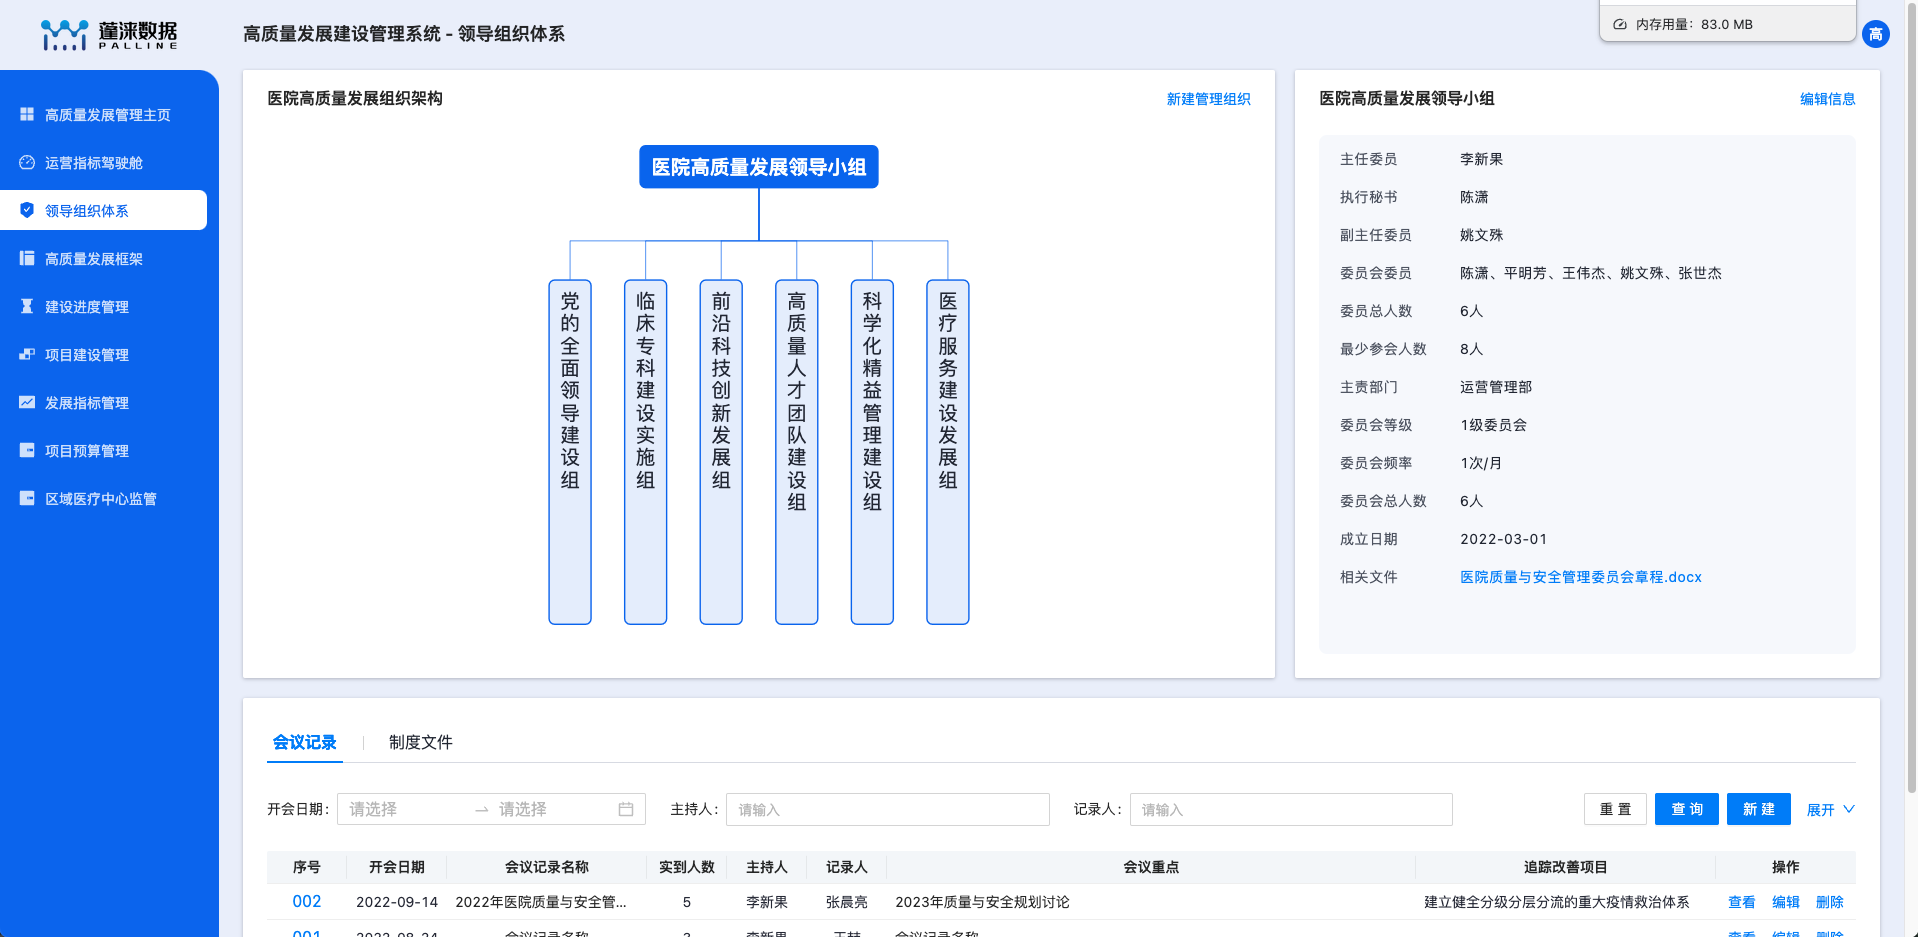 蓬涞数据
PALLINE
高质量发展建设管理系统 - 领导组织体系
内存用量：83.0 MB
高
高质量发展管理主页
运营指标驾驶舱
领导组织体系
高质量发展框架
建设进度管理
项目建设管理
发展指标管理
项目预算管理
区域医疗中心监管
医院高质量发展组织架构
新建管理组织
医院高质量发展领导小组
党的全面领导建设组
临床专科建设实施组
前沿科技创新发展组
高质量人才团队建设组
科学化精益管理建设组
医疗服务建设发展组
医院高质量发展领导小组
编辑信息
主任委员 李新果
执行秘书 陈潇
副主任委员 姚文殊
委员会委员 陈潇、平明芳、王伟杰、姚文殊、张世杰
委员总人数 6人
最少参会人数 8人
主责部门 运营管理部
委员会等级 1级委员会
委员会频率 1次/月
委员会总人数 6人
成立日期 2022-03-01
相关文件 医院质量与安全管理委员会章程.docx
会议记录 制度文件
开会日期： 请选择 → 请选择 主持人： 请输入 记录人： 请输入 重 置 查 询 新 建 展开
序号 开会日期 会议记录名称 实到人数 主持人 记录人 会议重点 追踪改善项目 操作
002 2022-09-14 2022年医院质量与安全管... 5 李新果 张晨亮 2023年质量与安全规划讨论 建立健全分级分层分流的重大疫情救治体系 查看 编辑 删除
001 2022-08-24 会议记录名称 李新果 会议记录名称 查看 编辑 删除